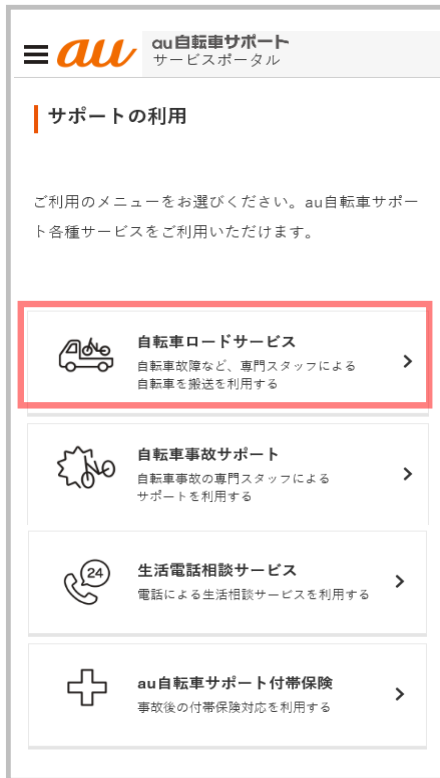 au
au自転車サポート
サービスポータル
サポートの利用
ご利用のメニューをお選びください。au自転車サポー
ト各種サービスをご利用いただけます。
自転車ロードサービス
自転車故障など、専門スタッフによる
自転車を搬送を利用する
自転車事故サポート
自転車事故の専門スタッフによる
サポートを利用する
24
生活電話相談サービス
電話による生活相談サービスを利用する
au自転車サポート付帯保険
事故後の付帯保険対応を利用する